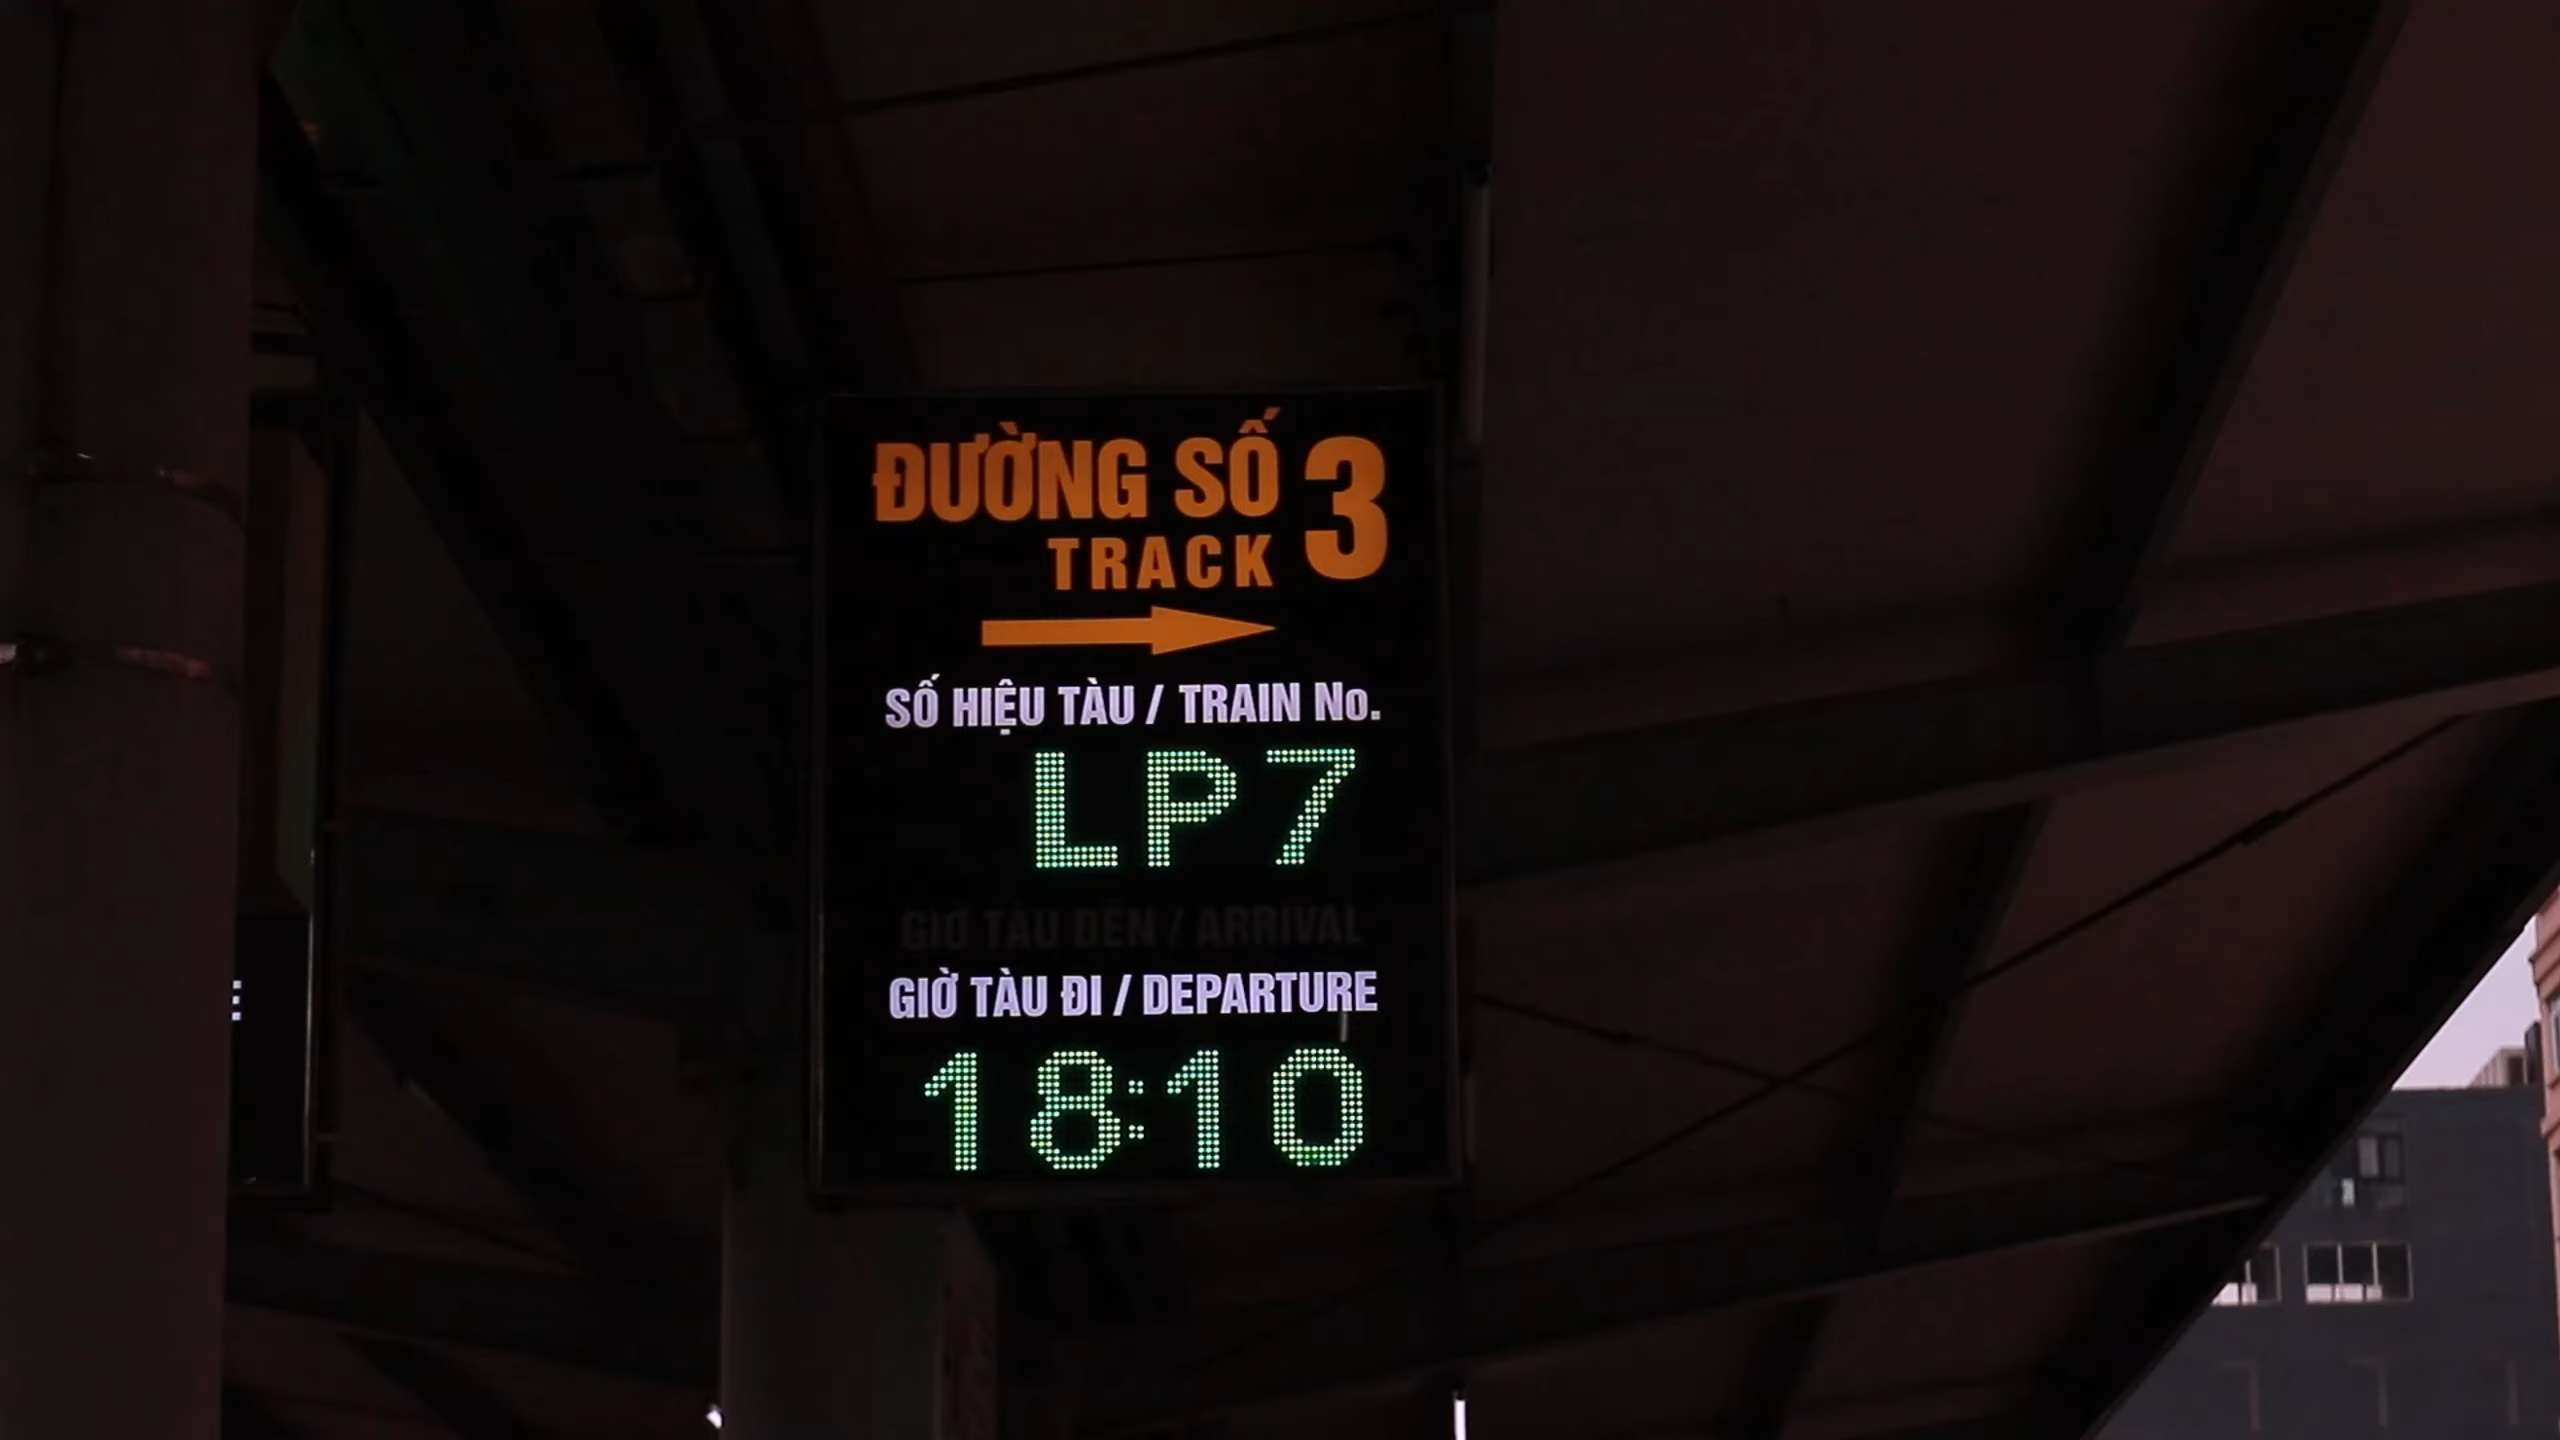 ĐƯỜNG SỐ 3
TRACK
SỐ HIỆU TÀU / TRAIN No.
LP7
GIỜ TÀU ĐẾN / ARRIVAL
GIỜ TÀU ĐI / DEPARTURE
18:10